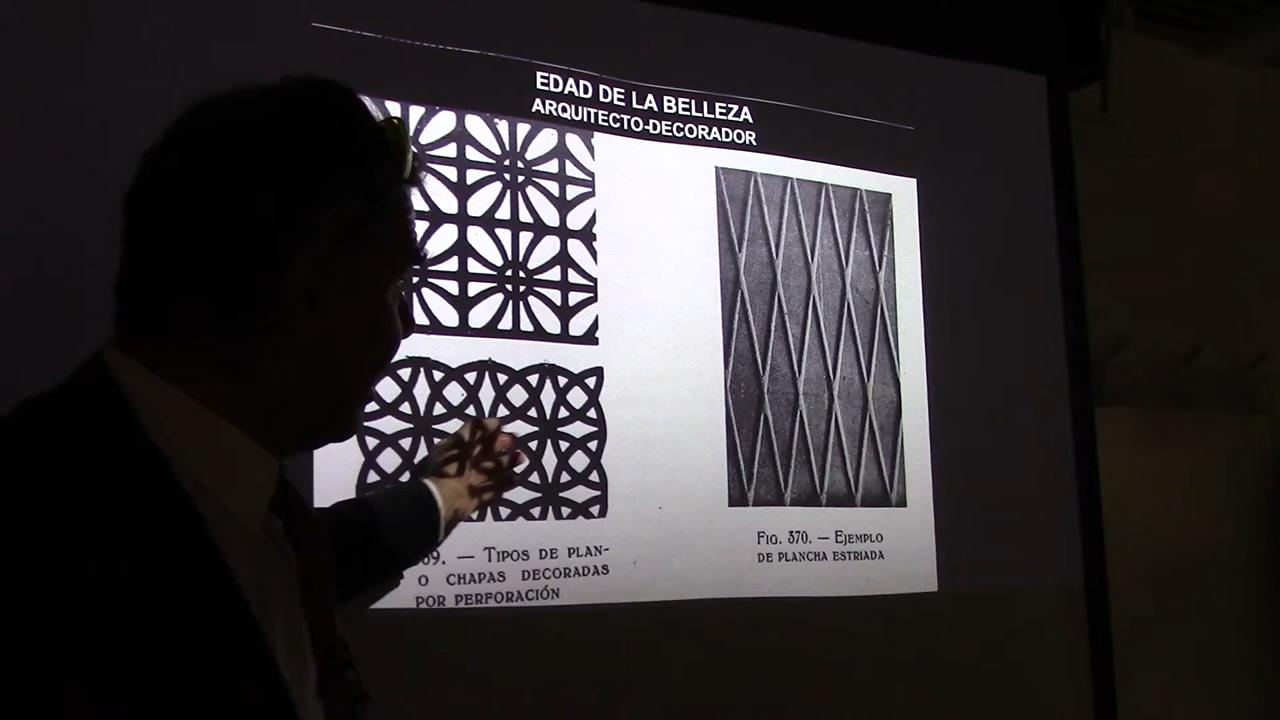 EDAD DE LA BELLEZA
ARQUITECTO-DECORADOR
69. — TIPOS DE PLAN-
O CHAPAS DECORADAS
POR PERFORACIÓN
FIG. 370. — EJEMPLO
DE PLANCHA ESTRIADA